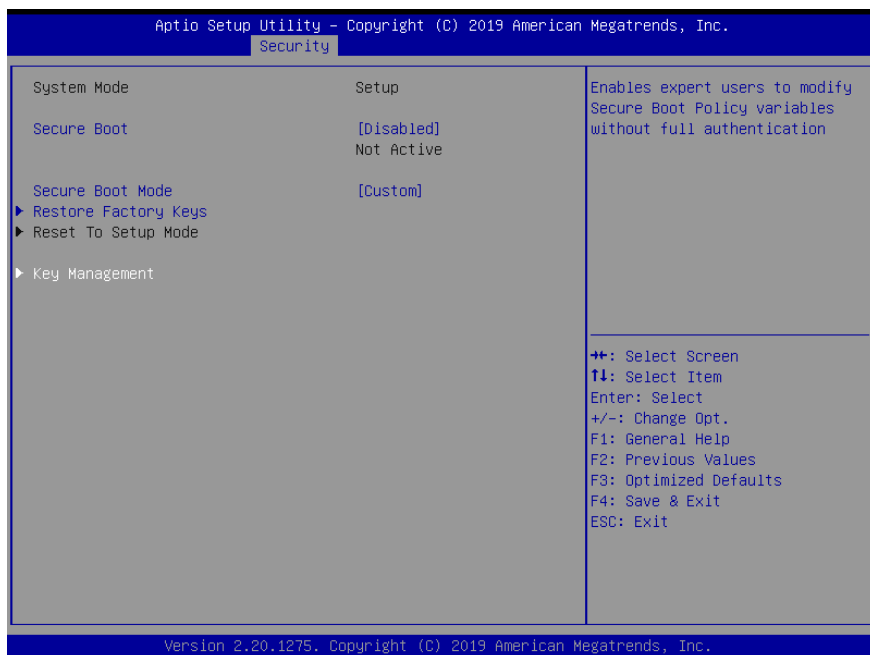 Aptio Setup Utility – Copyright (C) 2019 American Megatrends, Inc.
Security
System Mode Setup
Secure Boot [Disabled]
Not Active
Secure Boot Mode [Custom]
Restore Factory Keys
Reset To Setup Mode
Key Management
Enables expert users to modify
Secure Boot Policy variables
without full authentication
→←: Select Screen
↑↓: Select Item
Enter: Select
+/-: Change Opt.
F1: General Help
F2: Previous Values
F3: Optimized Defaults
F4: Save & Exit
ESC: Exit
Version 2.20.1275. Copyright (C) 2019 American Megatrends, Inc.